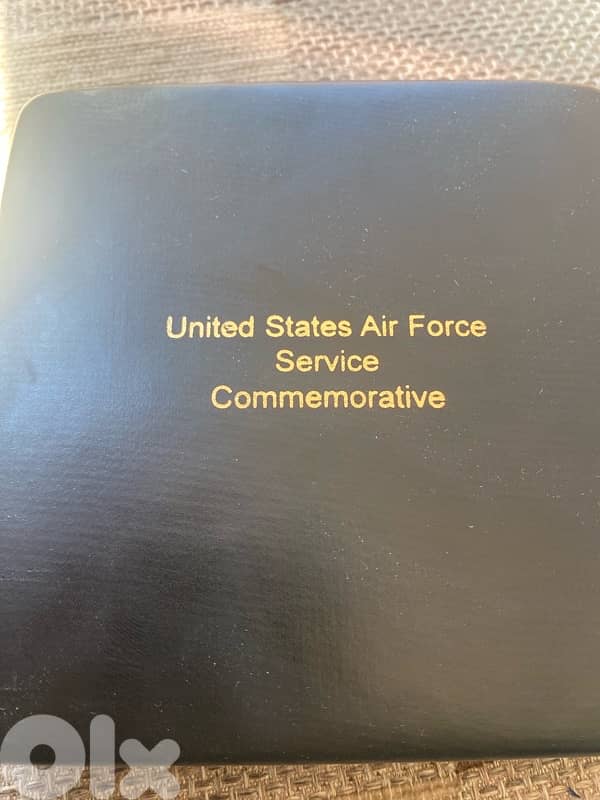 United States Air Force
Service
Commemorative
olx